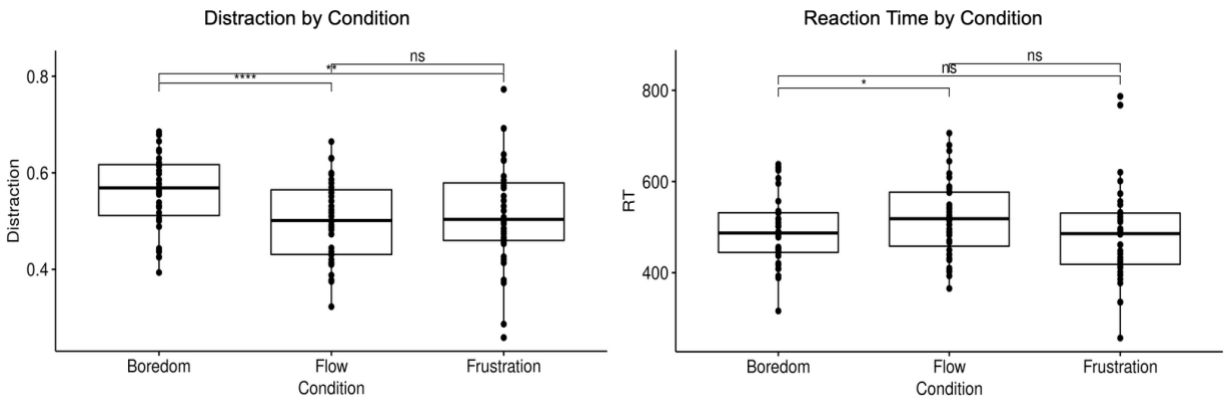 Distraction by Condition
ns
**
****
0.8
0.6
0.4
Distraction
Boredom Flow Frustration
Condition
Reaction Time by Condition
ns
ns
*
800
600
400
RT
Boredom Flow Frustration
Condition